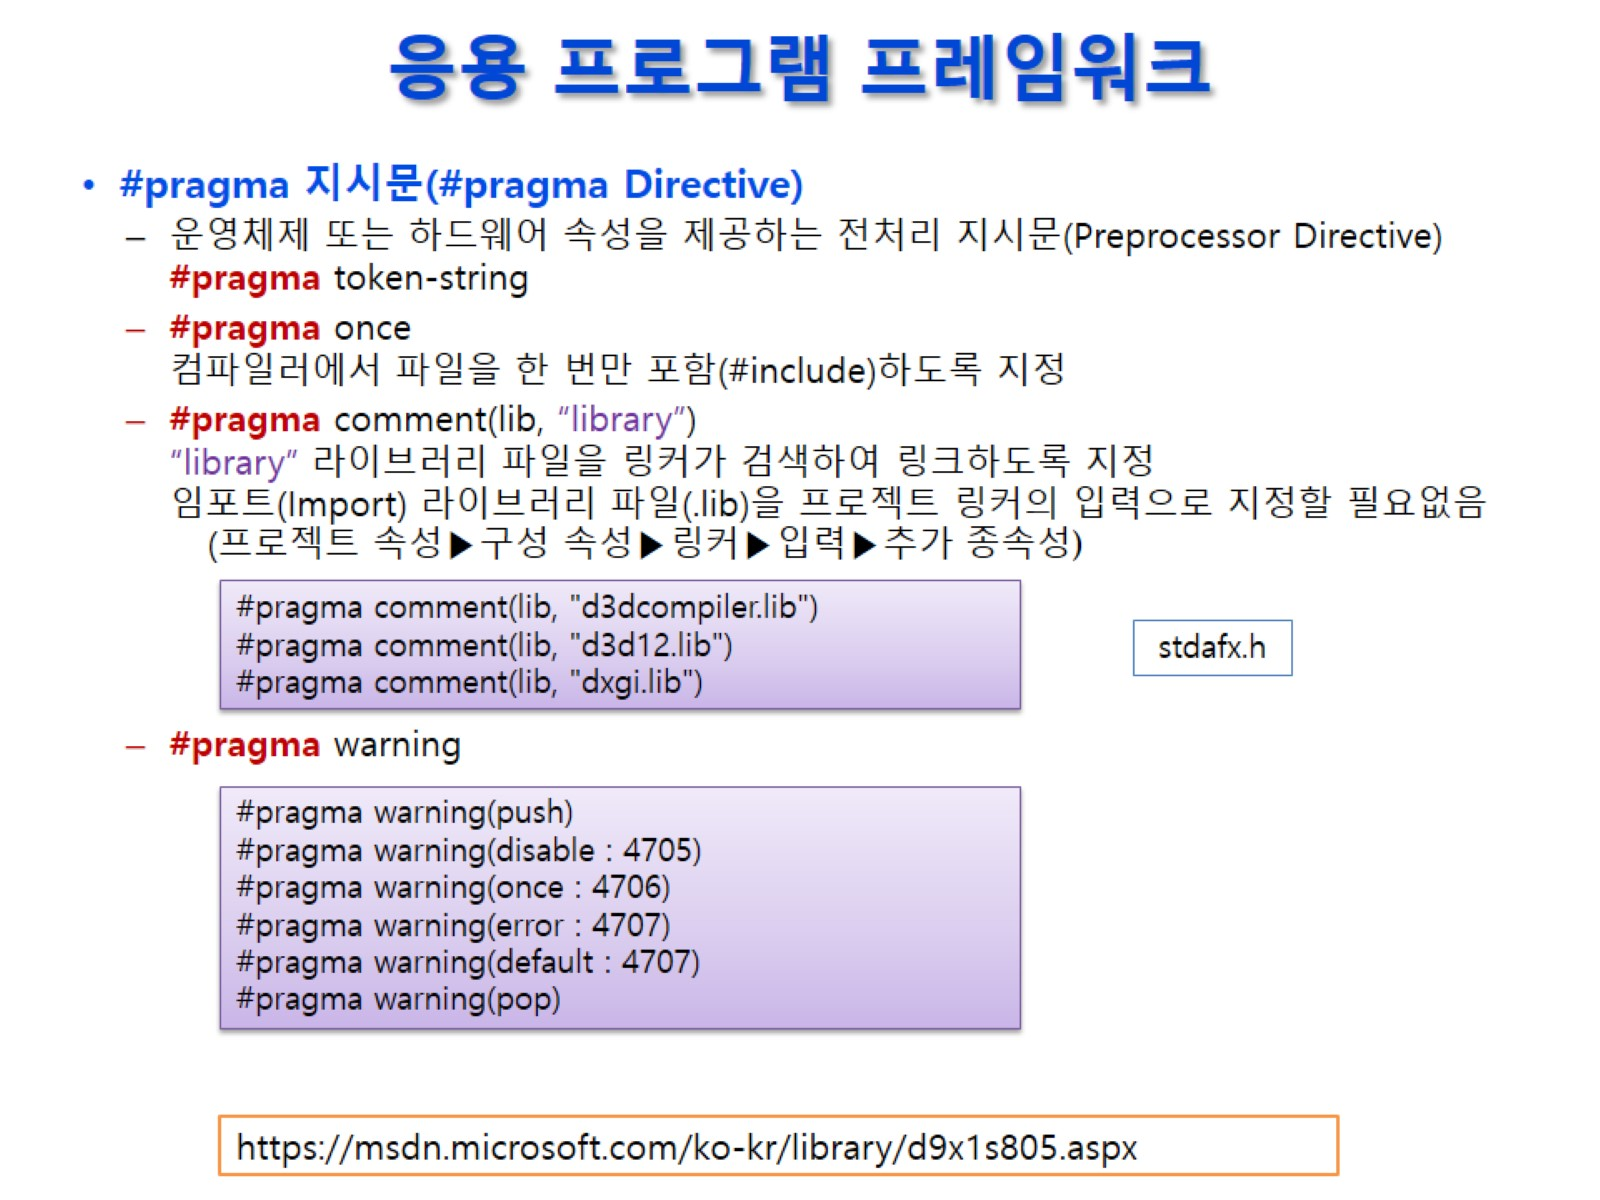 응용 프로그램 프레임워크
• #pragma 지시문(#pragma Directive)
– 운영체제 또는 하드웨어 속성을 제공하는 전처리 지시문(Preprocessor Directive)
#pragma token-string
– #pragma once
컴파일러에서 파일을 한 번만 포함(#include)하도록 지정
– #pragma comment(lib, “library”)
“library” 라이브러리 파일을 링커가 검색하여 링크하도록 지정
임포트(Import) 라이브러리 파일(.lib)을 프로젝트 링커의 입력으로 지정할 필요없음
(프로젝트 속성▶구성 속성▶링커▶입력▶추가 종속성)
#pragma comment(lib, "d3dcompiler.lib")
#pragma comment(lib, "d3d12.lib")
#pragma comment(lib, "dxgi.lib")
stdafx.h
– #pragma warning
#pragma warning(push)
#pragma warning(disable : 4705)
#pragma warning(once : 4706)
#pragma warning(error : 4707)
#pragma warning(default : 4707)
#pragma warning(pop)
https://msdn.microsoft.com/ko-kr/library/d9x1s805.aspx